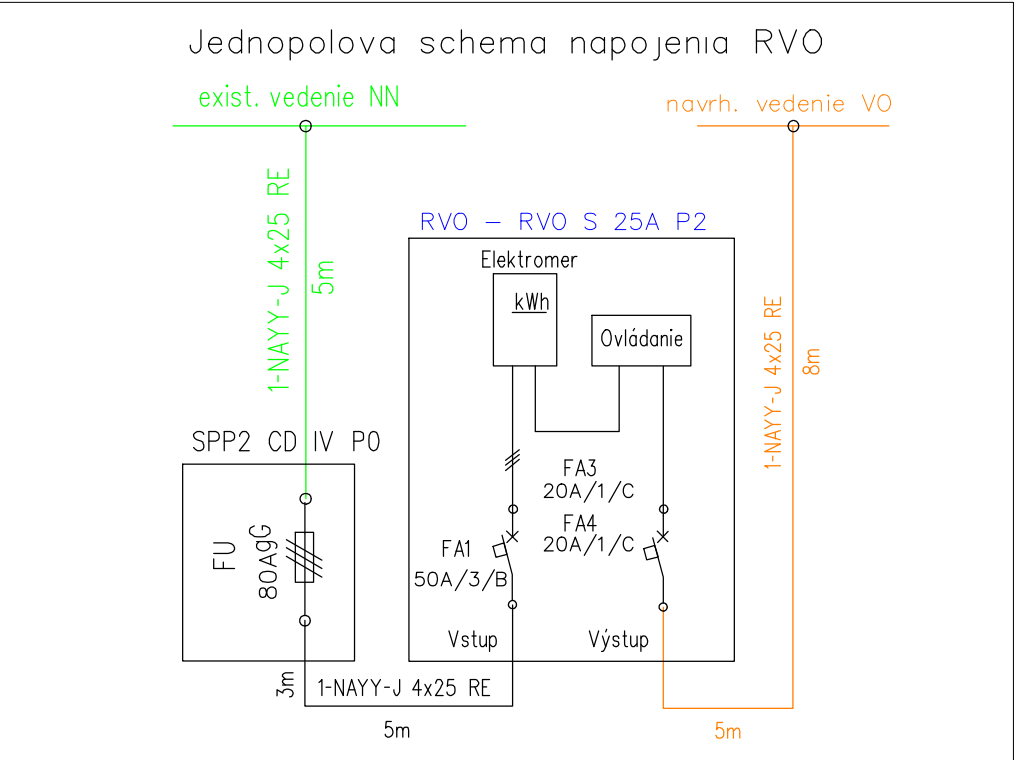 Jednopolova schema napojenia RVO
exist. vedenie NN
navrh. vedenie VO
1-NAYY-J 4x25 RE
5m
RVO – RVO S 25A P2
Elektromer
kWh
Ovládanie
1-NAYY-J 4x25 RE
8m
SPP2 CD IV P0
FU
80AgG
FA3
20A/1/C
FA4
20A/1/C
FA1
50A/3/B
Vstup
Výstup
3m
1-NAYY-J 4x25 RE
5m
5m